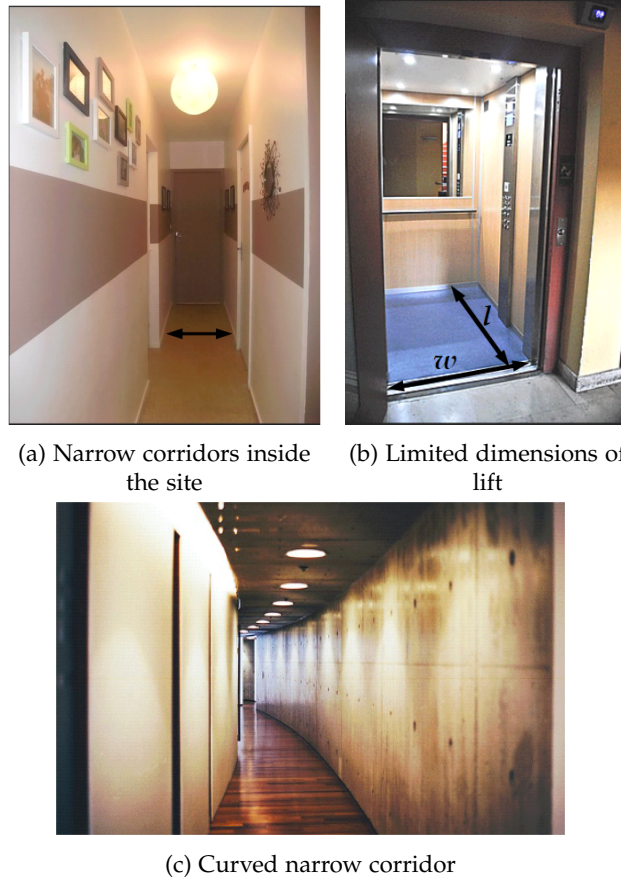 l
w
(a) Narrow corridors inside
the site
(b) Limited dimensions of
lift
(c) Curved narrow corridor